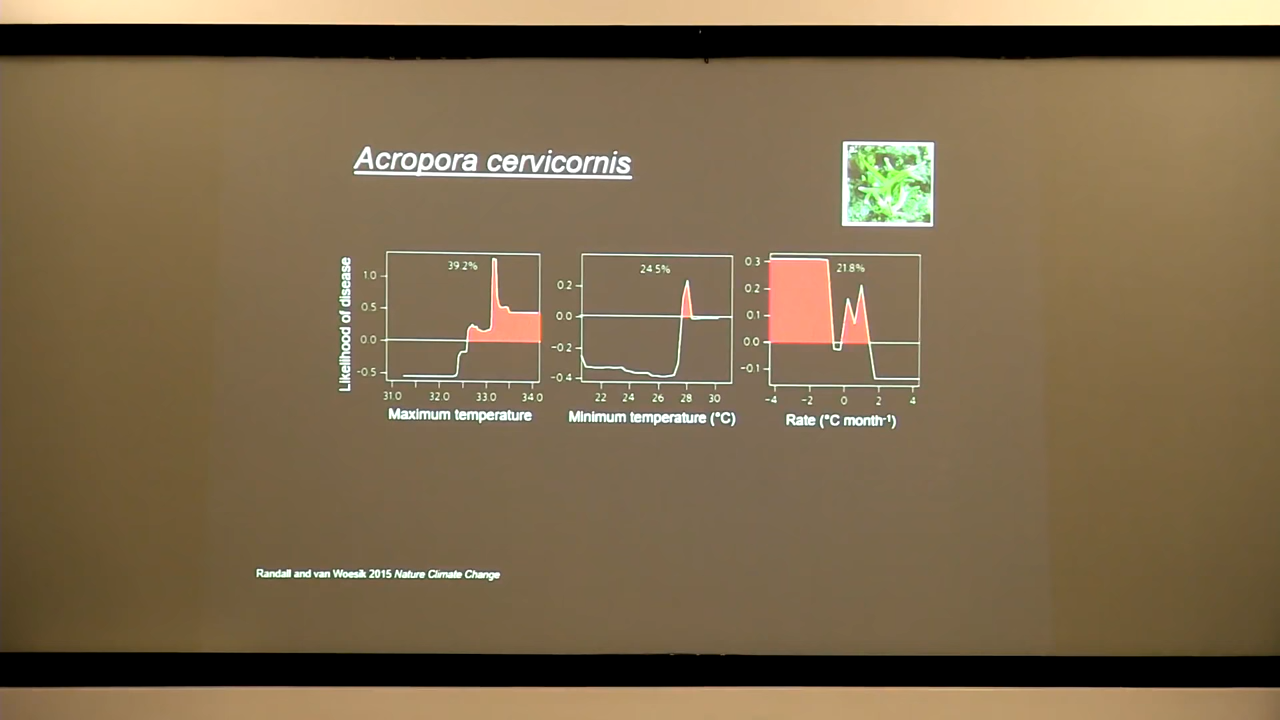 Acropora cervicornis
Likelihood of disease
39.2%
1.0
0.5
0.0
-0.5
31.0 32.0 33.0 34.0
Maximum temperature
24.5%
0.2
0.0
-0.2
-0.4
22 24 26 28 30
Minimum temperature (°C)
21.8%
0.3
0.2
0.1
0.0
-0.1
-4 -2 0 2 4
Rate (°C month⁻¹)
Randall and van Woesik 2015 Nature Climate Change